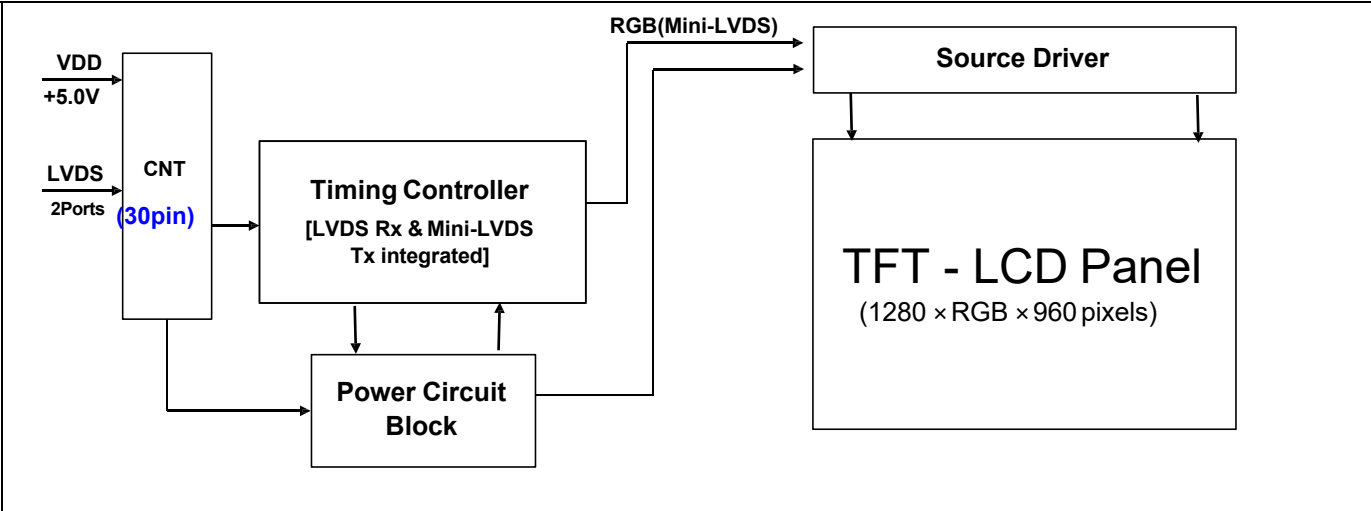 RGB(Mini-LVDS)
Source Driver
VDD
+5.0V
CNT
LVDS
2Ports
(30pin)
Timing Controller
[LVDS Rx & Mini-LVDS
Tx integrated]
TFT - LCD Panel
(1280 × RGB × 960 pixels)
Power Circuit
Block